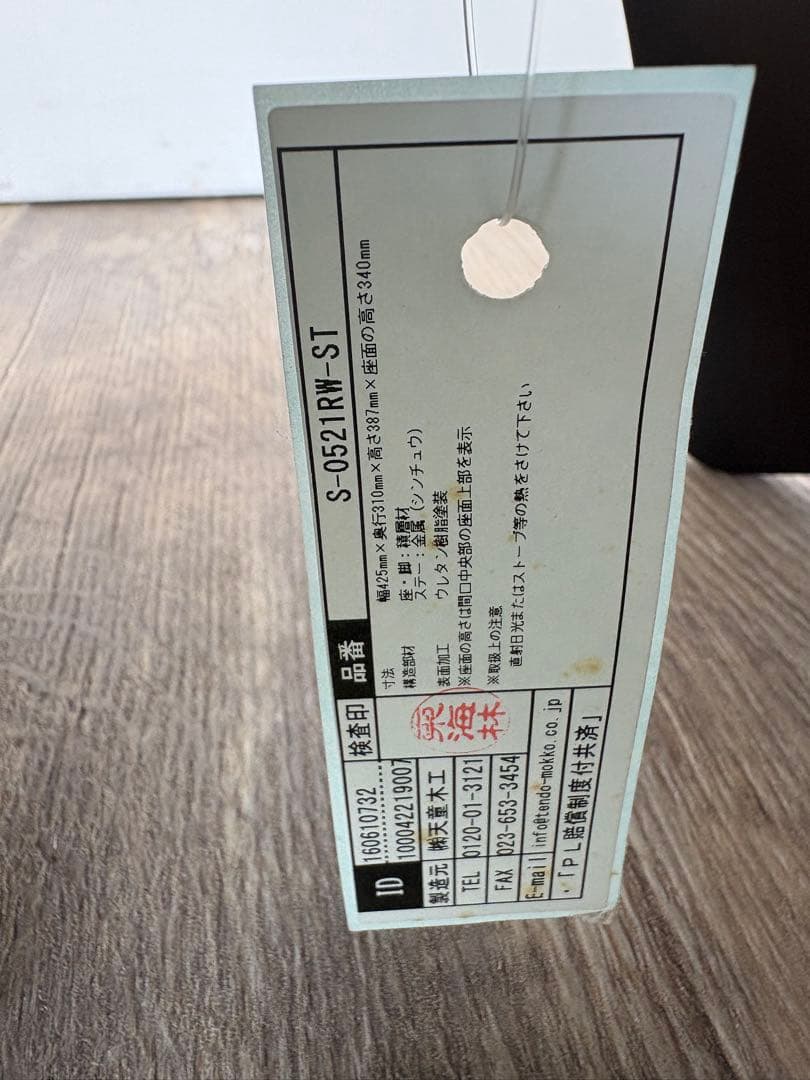 品番 S-0521RW-ST
寸法 幅425mm×奥行310mm×高さ387mm×座面の高さ340mm
構造部材 座・脚：積層材
ステー：金属(シンチュウ)
表面加工 ウレタン樹脂塗装
※座面の高さは間口中央部の座面上部を表示
※取扱上の注意
直射日光またはストーブ等の熱をさけて下さい
ID 160610732 検査印
100042219007
製造元 ㈱天童木工
TEL 0120-01-3121
FAX 023-653-3454
E-mail info@tendo-mokko.co.jp
・「PL賠償制度付共済」